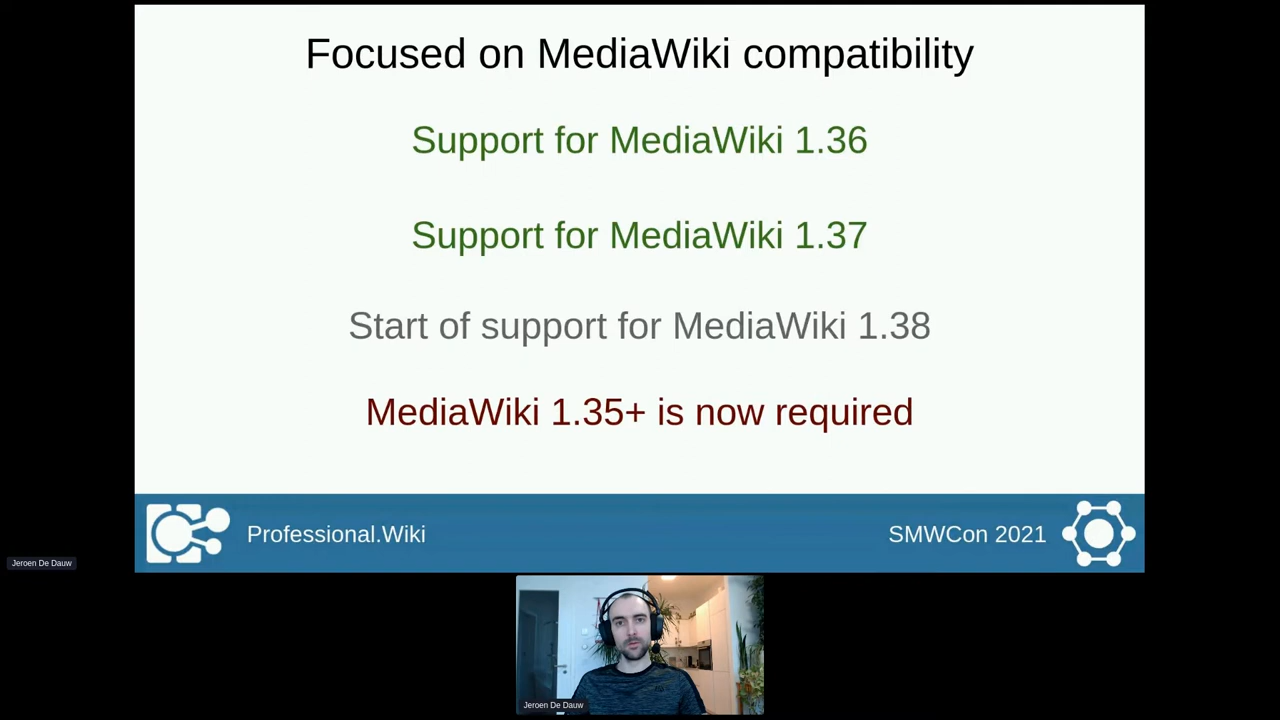 Focused on MediaWiki compatibility
Support for MediaWiki 1.36
Support for MediaWiki 1.37
Start of support for MediaWiki 1.38
MediaWiki 1.35+ is now required
Professional.Wiki
SMWCon 2021
Jeroen De Dauw
Jeroen De Dauw